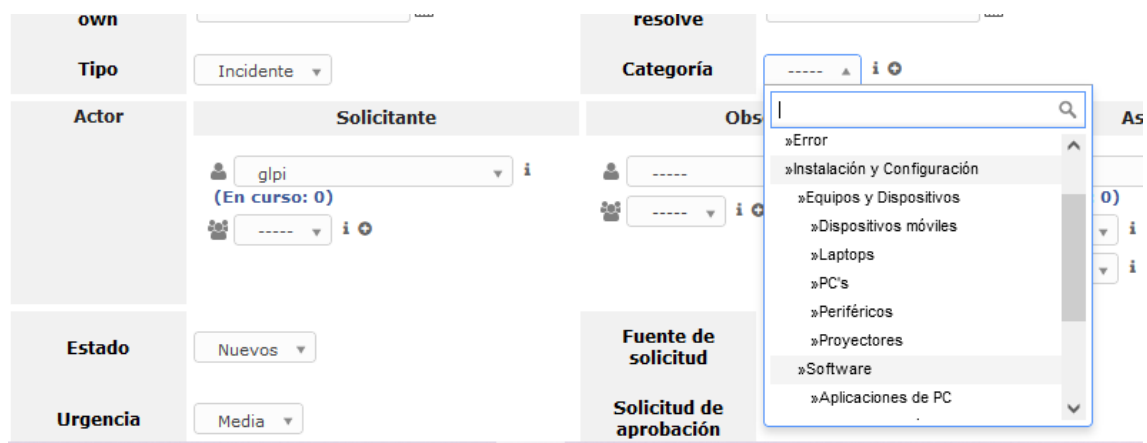 own
resolve
Tipo
Incidente
Categoría
-----
Actor
Solicitante
Obs
As
glpi
-----
(En curso: 0)
0)
-----
-----
»Error
»Instalación y Configuración
»Equipos y Dispositivos
»Dispositivos móviles
»Laptops
»PC's
»Periféricos
»Proyectores
»Software
»Aplicaciones de PC
Estado
Nuevos
Fuente de
solicitud
Urgencia
Media
Solicitud de
aprobación